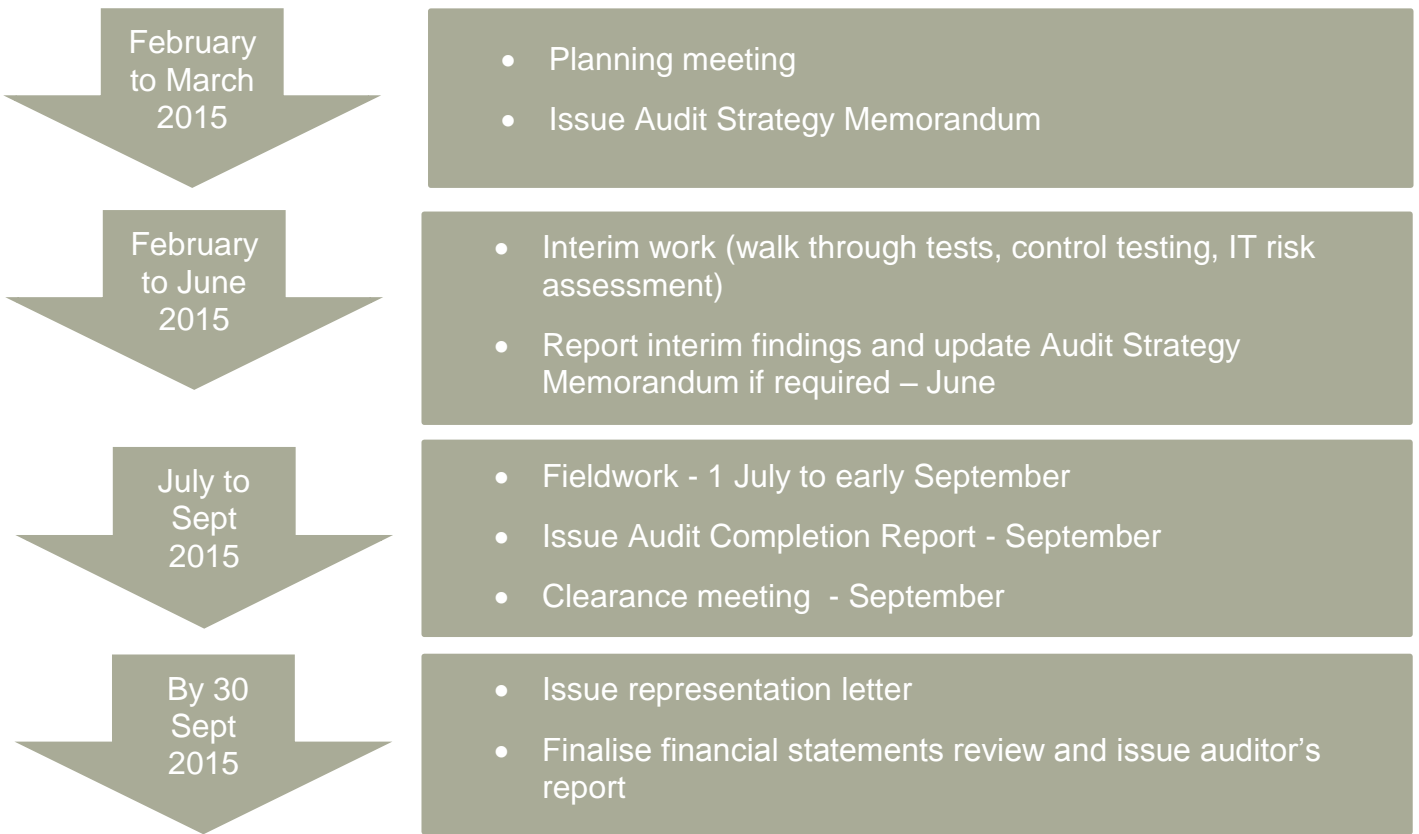 February
to March
2015
• Planning meeting
• Issue Audit Strategy Memorandum
February
to June
2015
• Interim work (walk through tests, control testing, IT risk
assessment)
• Report interim findings and update Audit Strategy
Memorandum if required – June
July to
Sept
2015
• Fieldwork - 1 July to early September
• Issue Audit Completion Report - September
• Clearance meeting - September
By 30
Sept
2015
• Issue representation letter
• Finalise financial statements review and issue auditor’s
report